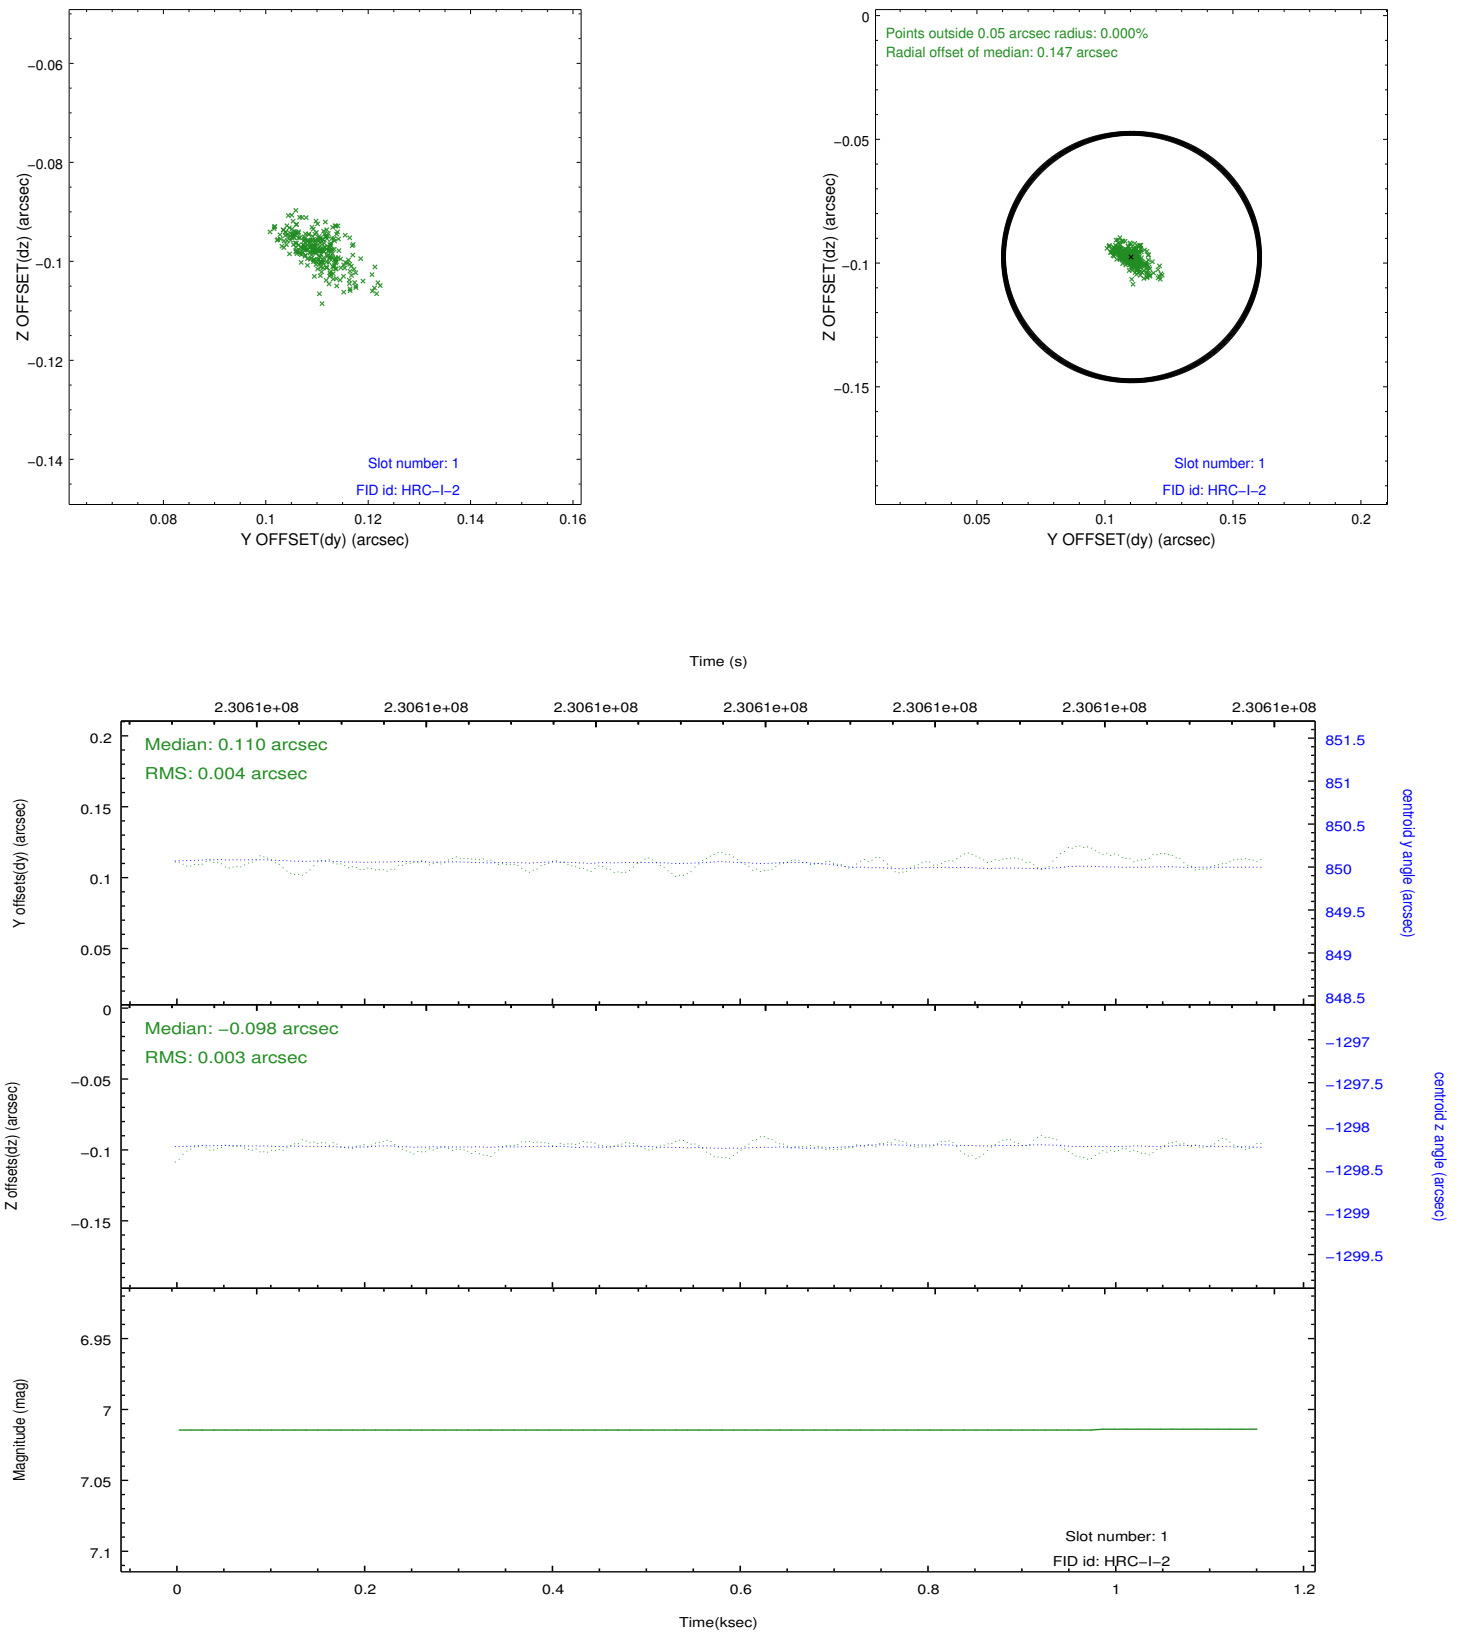 −0.06
−0.08
−0.1
−0.12
−0.14
Z OFFSET(dz) (arcsec)
Slot number: 1
FID id: HRC−I−2
0.08 0.1 0.12 0.14 0.16
Y OFFSET(dy) (arcsec)
0
−0.05
−0.1
−0.15
Z OFFSET(dz) (arcsec)
Points outside 0.05 arcsec radius: 0.000%
Radial offset of median: 0.147 arcsec
Slot number: 1
FID id: HRC−I−2
0.05 0.1 0.15 0.2
Y OFFSET(dy) (arcsec)
Time (s)
2.3061e+08 2.3061e+08 2.3061e+08 2.3061e+08 2.3061e+08 2.3061e+08 2.3061e+08
Median: 0.110 arcsec
RMS: 0.004 arcsec
0.2
0.15
0.1
0.05
Y offsets(dy) (arcsec)
851.5
851
850.5
850
849.5
849
848.5
centroid y angle (arcsec)
Median: −0.098 arcsec
RMS: 0.003 arcsec
0
−0.05
−0.1
−0.15
Z offsets(dz) (arcsec)
−1297
−1297.5
−1298
−1298.5
−1299
−1299.5
centroid z angle (arcsec)
6.95
7
7.05
7.1
Magnitude (mag)
Slot number: 1
FID id: HRC−I−2
0 0.2 0.4 0.6 0.8 1 1.2
Time(ksec)